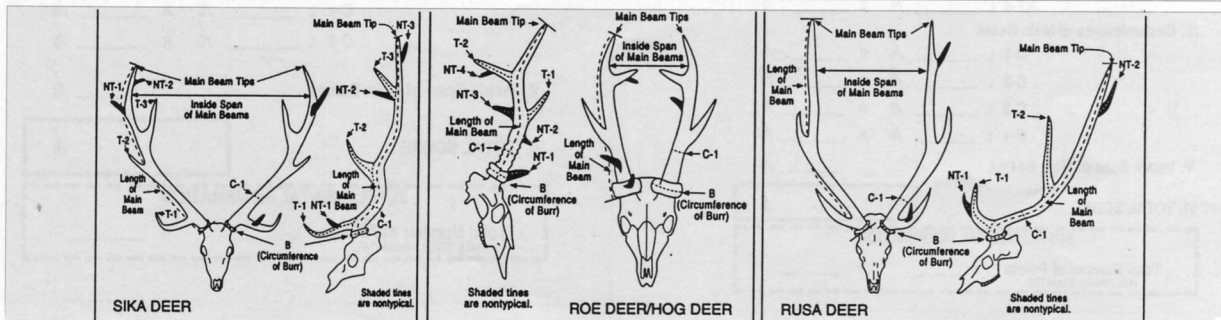 Main Beam Tip
NT-3
T-3
NT-1
NT-2
Main Beam Tips
T-3
Inside Span
of Main Beams
NT-2
T-2
T-2
Length
of
Main
Beam
Length
of
Main
Beam
C-1
T-1
T-1
NT-1
C-1
B
(Circumference
of Burr)
Shaded tines
are nontypical.
SIKA DEER
Main Beam Tip
T-2
NT-4
T-1
NT-3
Length of
Main Beam
C-1
NT-2
NT-1
B
(Circumference
of Burr)
Shaded tines
are nontypical.
Main Beam Tips
Inside Span
of Main
Beams
Length
of
Main
Beam
C-1
B
(Circumference
of Burr)
ROE DEER/HOG DEER
Main Beam Tips
Length
of
Main
Beam
Inside Span
of Main Beams
Main Beam Tip
NT-2
T-2
NT-1
T-1
C-1
Length
of
Main
Beam
C-1
B
(Circumference
of Burr)
Shaded tines
are nontypical.
RUSA DEER